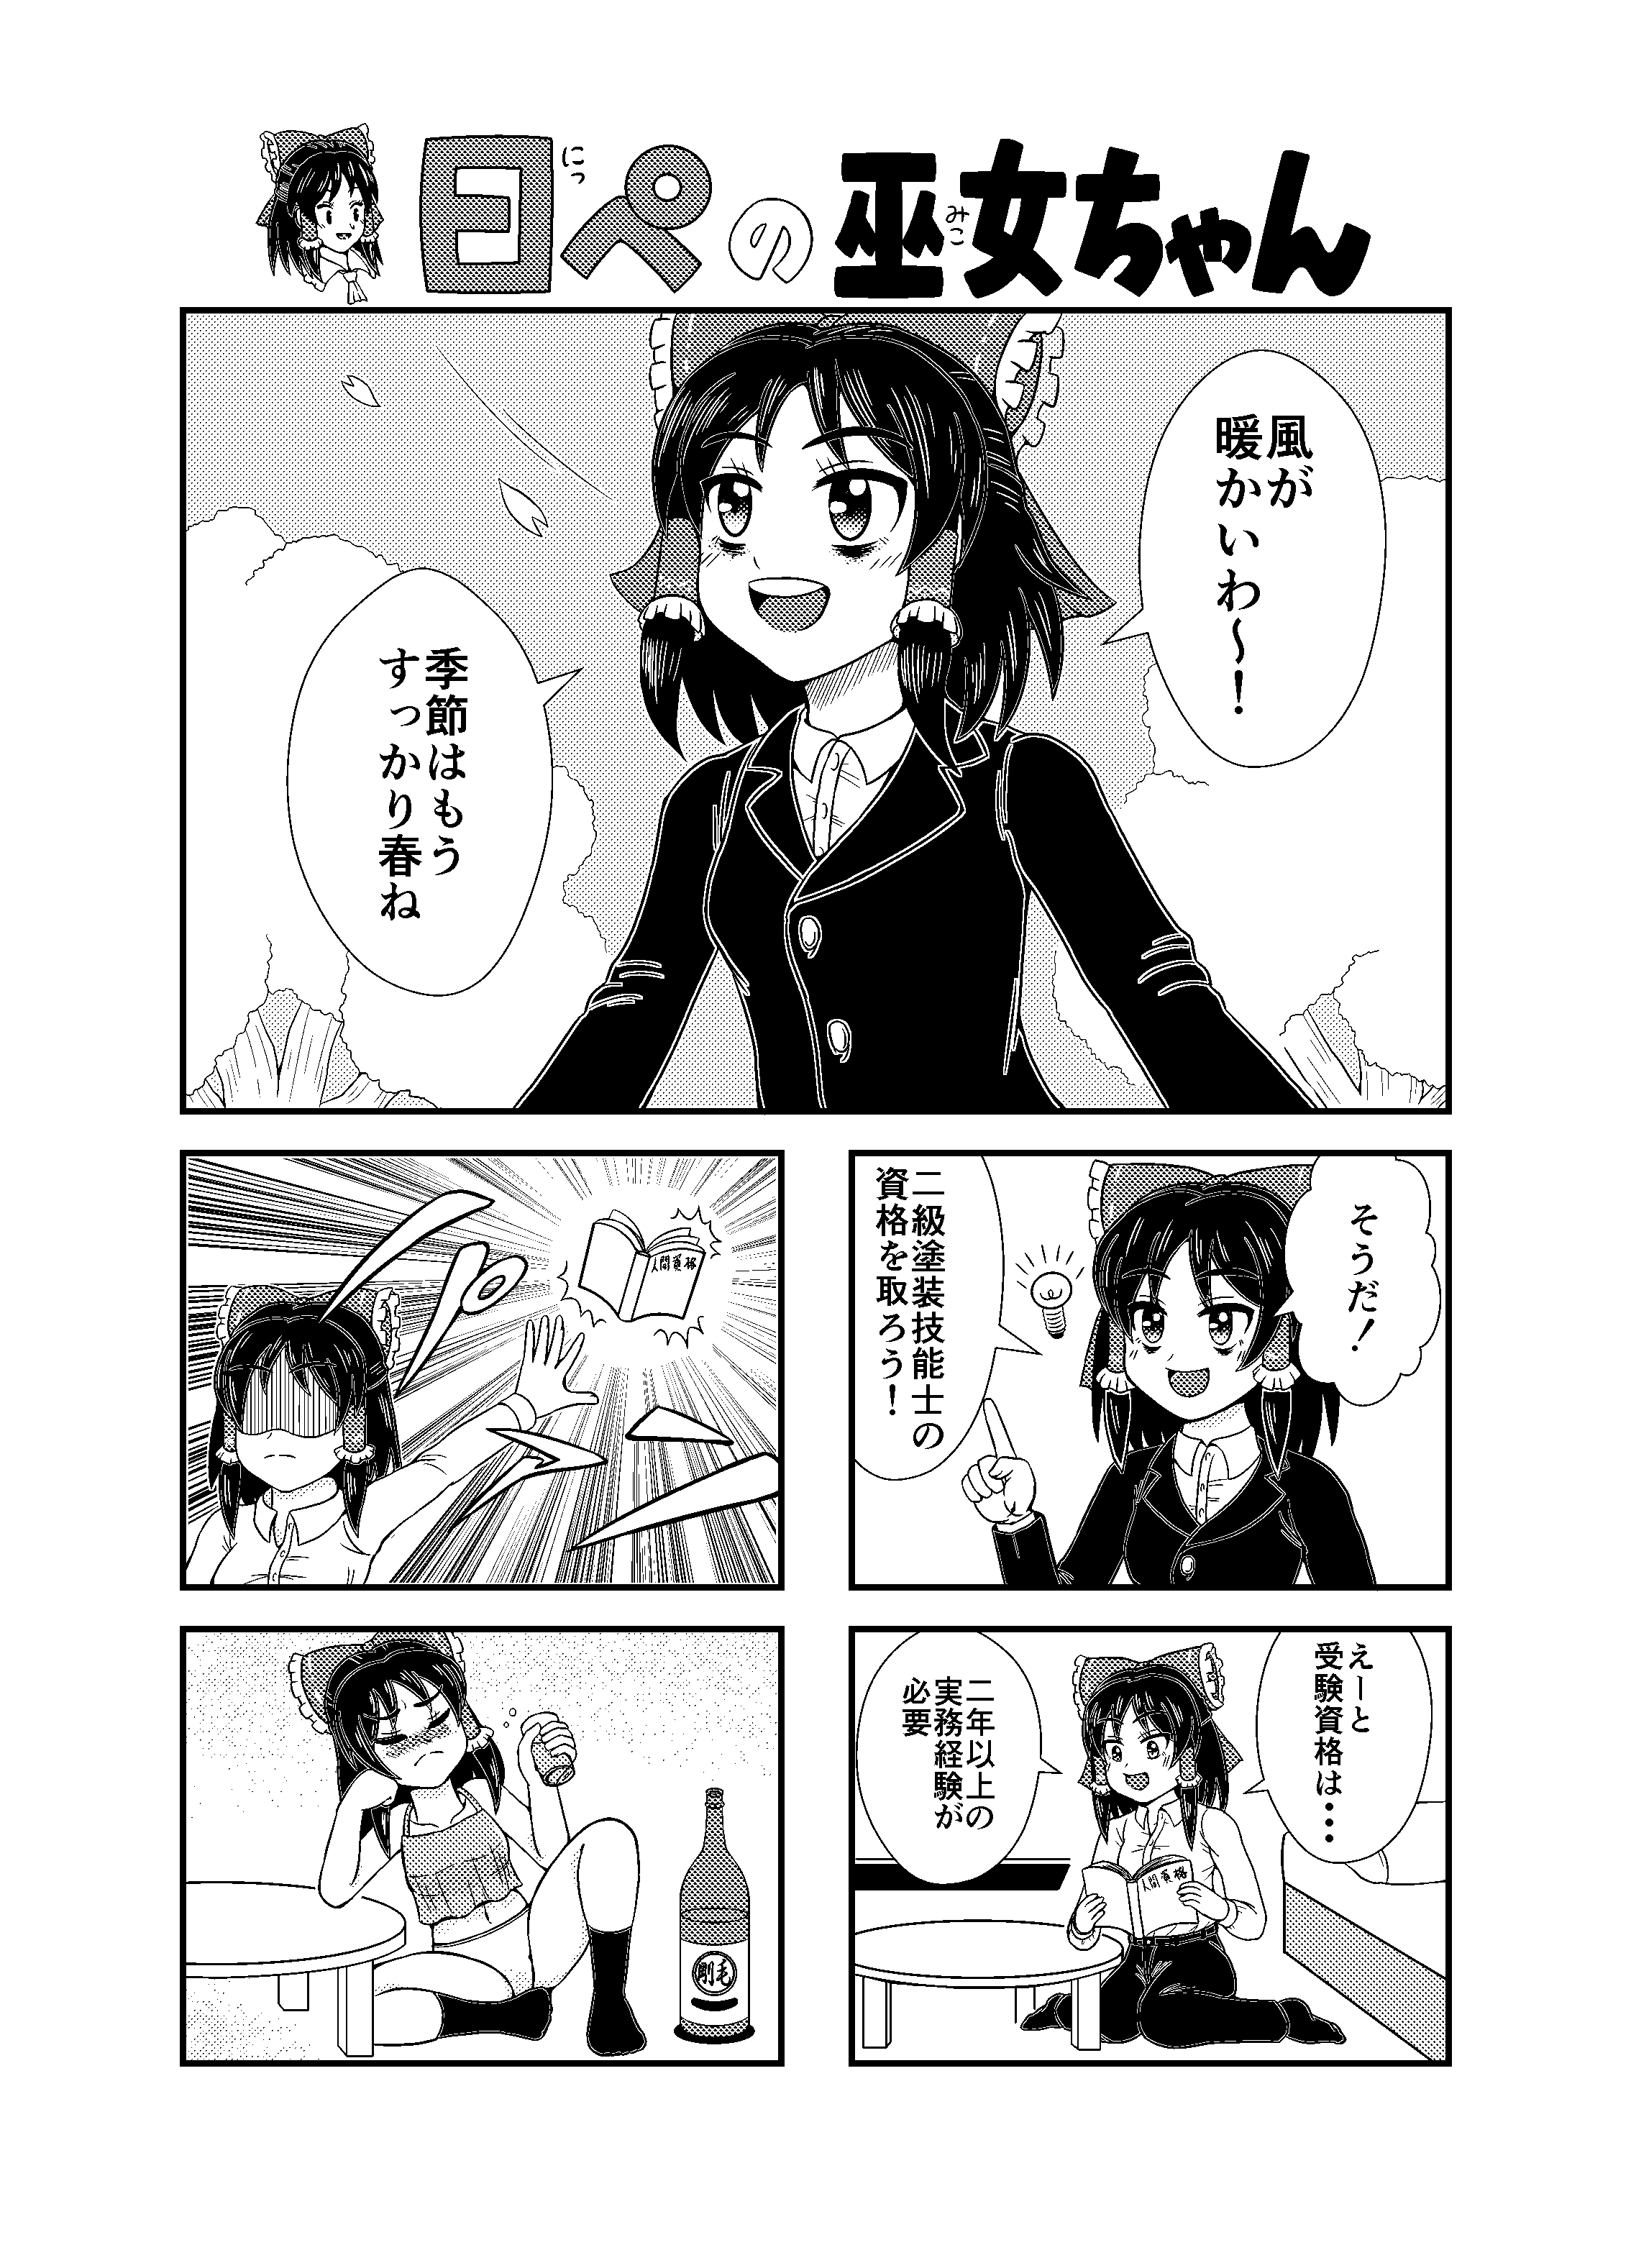 日ペの巫女ちゃん
にっ
みこ
風が
暖かいわ〜！
季節はもう
すっかり春ね
そうだ！
二級塗装技能士の
資格を取ろう！
えーと
受験資格は・・・・
人間資格
二年以上の
実務経験が
必要
ペ
人間資格
剛毛